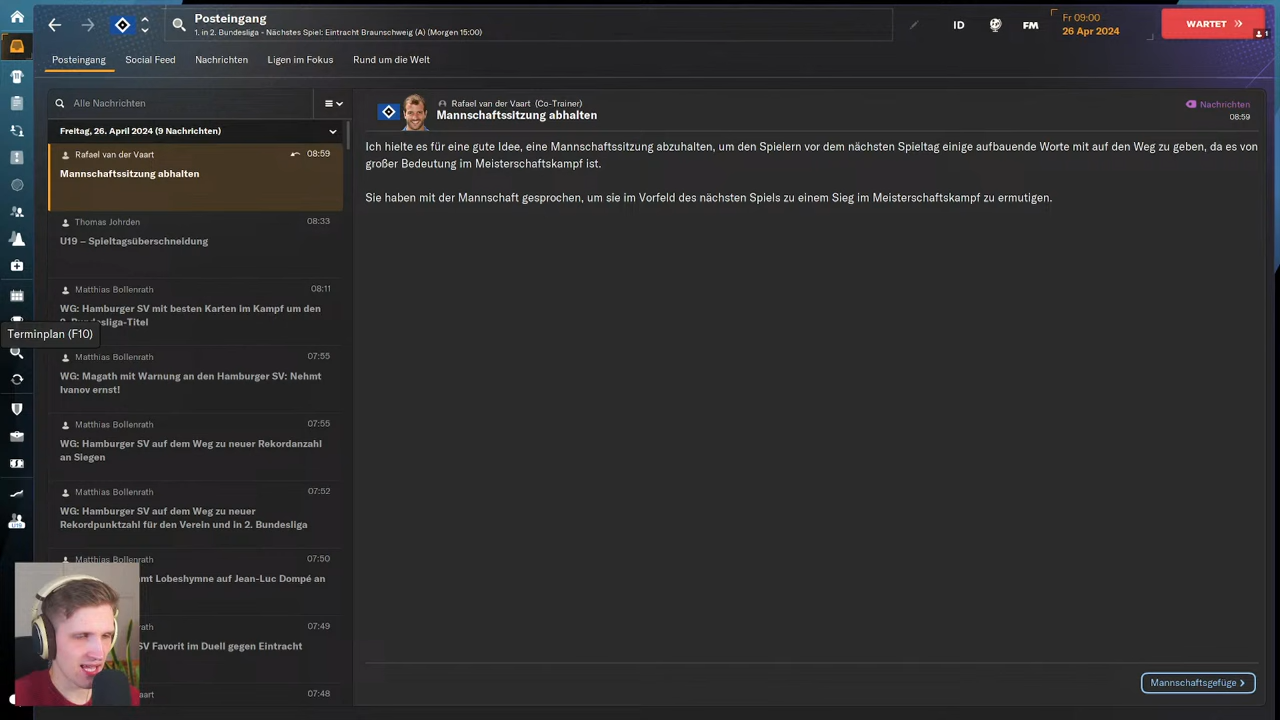 Posteingang
1. in 2. Bundesliga - Nächstes Spiel: Eintracht Braunschweig (A) (Morgen 15:00)
ID
FM
Fr 09:00
26 Apr 2024
WARTET
1
Posteingang
Social Feed
Nachrichten
Ligen im Fokus
Rund um die Welt
Alle Nachrichten
Freitag, 26. April 2024 (9 Nachrichten)
Rafael van der Vaart
08:59
Mannschaftssitzung abhalten
Thomas Johrden
08:33
U19 – Spieltagsüberschneidung
Matthias Bollenrath
08:11
WG: Hamburger SV mit besten Karten im Kampf um den
Bundesliga-Titel
Terminplan (F10)
Matthias Bollenrath
07:55
WG: Magath mit Warnung an den Hamburger SV: Nehmt
Ivanov ernst!
Matthias Bollenrath
07:55
WG: Hamburger SV auf dem Weg zu neuer Rekordanzahl
an Siegen
Matthias Bollenrath
07:52
WG: Hamburger SV auf dem Weg zu neuer
Rekordpunktzahl für den Verein und in 2. Bundesliga
Matthias Bollenrath
07:50
Lobeshymne auf Jean-Luc Dompé an
Bollenrath
07:49
SV Favorit im Duell gegen Eintracht
Vaart
07:48
U19
Rafael van der Vaart (Co-Trainer)
Mannschaftssitzung abhalten
Nachrichten
08:59
Ich hielte es für eine gute Idee, eine Mannschaftssitzung abzuhalten, um den Spielern vor dem nächsten Spieltag einige aufbauende Worte mit auf den Weg zu geben, da es von
großer Bedeutung im Meisterschaftskampf ist.
Sie haben mit der Mannschaft gesprochen, um sie im Vorfeld des nächsten Spiels zu einem Sieg im Meisterschaftskampf zu ermutigen.
Mannschaftsgefüge